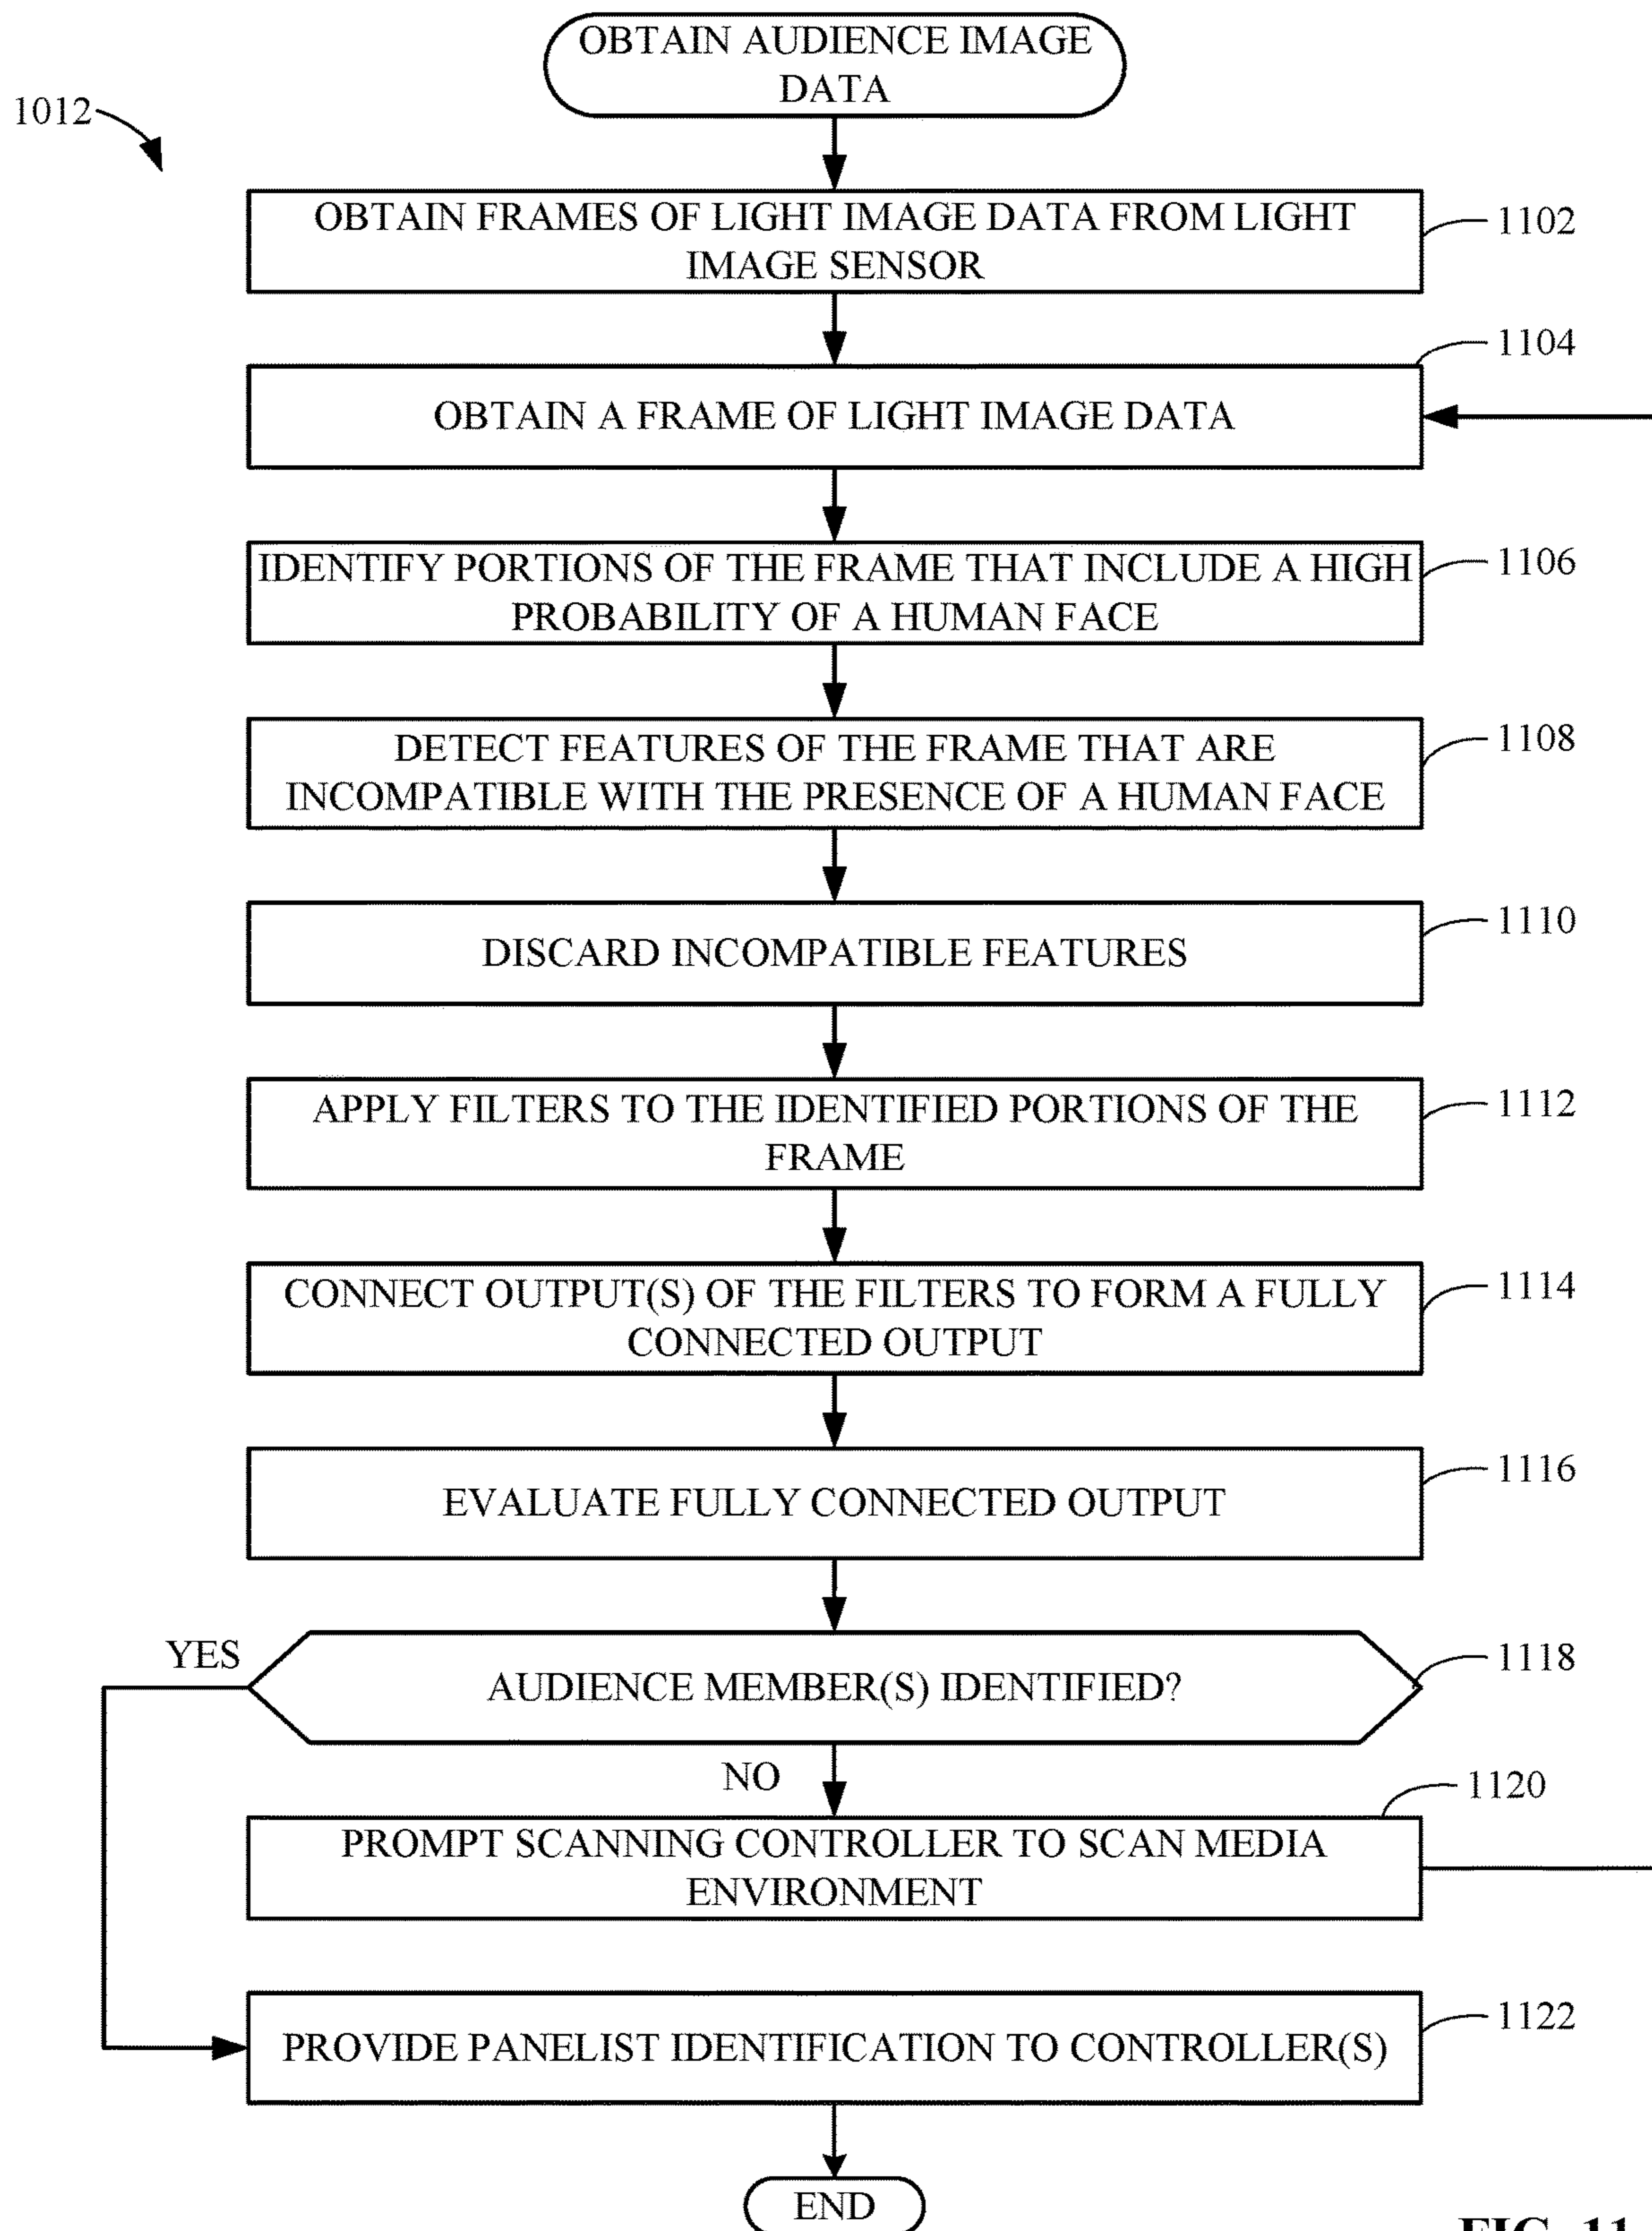 OBTAIN AUDIENCE IMAGE
DATA
1012
OBTAIN FRAMES OF LIGHT IMAGE DATA FROM LIGHT
IMAGE SENSOR
1102
1104
OBTAIN A FRAME OF LIGHT IMAGE DATA
IDENTIFY PORTIONS OF THE FRAME THAT INCLUDE A HIGH
PROBABILITY OF A HUMAN FACE
1106
DETECT FEATURES OF THE FRAME THAT ARE
INCOMPATIBLE WITH THE PRESENCE OF A HUMAN FACE
1108
DISCARD INCOMPATIBLE FEATURES
1110
APPLY FILTERS TO THE IDENTIFIED PORTIONS OF THE
FRAME
1112
CONNECT OUTPUT(S) OF THE FILTERS TO FORM A FULLY
CONNECTED OUTPUT
1114
EVALUATE FULLY CONNECTED OUTPUT
1116
YES
AUDIENCE MEMBER(S) IDENTIFIED?
1118
NO
1120
PROMPT SCANNING CONTROLLER TO SCAN MEDIA
ENVIRONMENT
PROVIDE PANELIST IDENTIFICATION TO CONTROLLER(S)
1122
END
FIG. 11